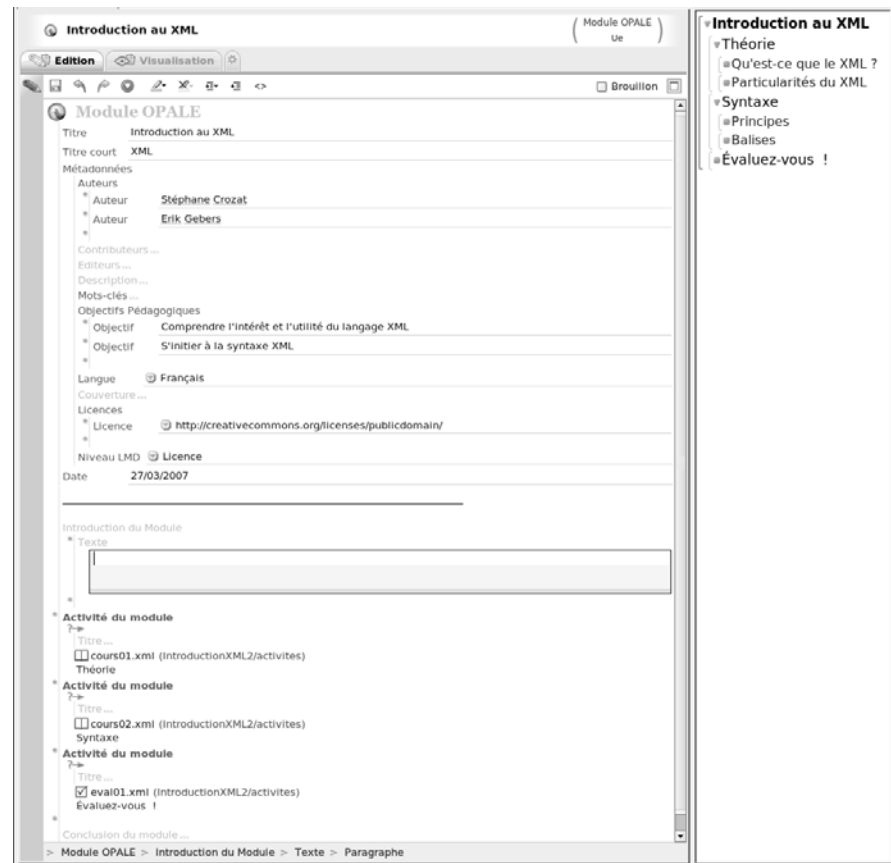 Introduction au XML
Module OPALE
Ue
Edition
Visualisation
Brouillon
Module OPALE
Titre Introduction au XML
Titre court XML
Métadonnées
Auteurs
* Auteur Stéphane Crozat
* Auteur Erik Gebers
*
Contributeurs...
Editeurs...
Description...
Mots-clés...
Objectifs Pédagogiques
* Objectif Comprendre l'intérêt et l'utilité du langage XML
* Objectif S'initier à la syntaxe XML
*
Langue Français
Couverture...
Licences
* Licence http://creativecommons.org/licenses/publicdomain/
*
Niveau LMD Licence
Date 27/03/2007
Introduction du Module
* Texte
*
* Activité du module
?
Titre...
cours01.xml (IntroductionXML2/activites)
Théorie
* Activité du module
?
Titre...
cours02.xml (IntroductionXML2/activites)
Syntaxe
* Activité du module
?
Titre...
eval01.xml (IntroductionXML2/activites)
Évaluez-vous !
*
Conclusion du module...
> Module OPALE > Introduction du Module > Texte > Paragraphe
Introduction au XML
Théorie
Qu'est-ce que le XML ?
Particularités du XML
Syntaxe
Principes
Balises
Évaluez-vous !